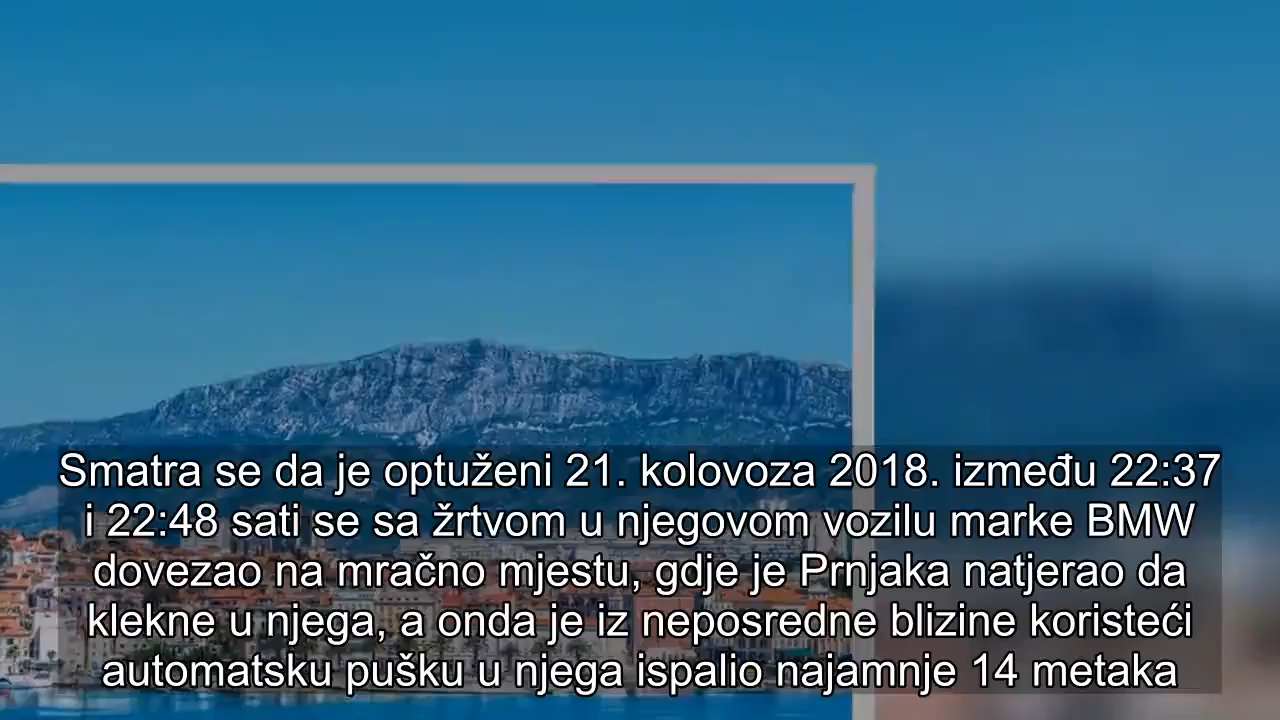 Smatra se da je optuženi 21. kolovoza 2018. između 22:37
i 22:48 sati se sa žrtvom u njegovom vozilu marke BMW
dovezao na mračno mjestu, gdje je Prnjaka natjerao da
klekne u njega, a onda je iz neposredne blizine koristeći
automatsku pušku u njega ispalio najamnje 14 metaka